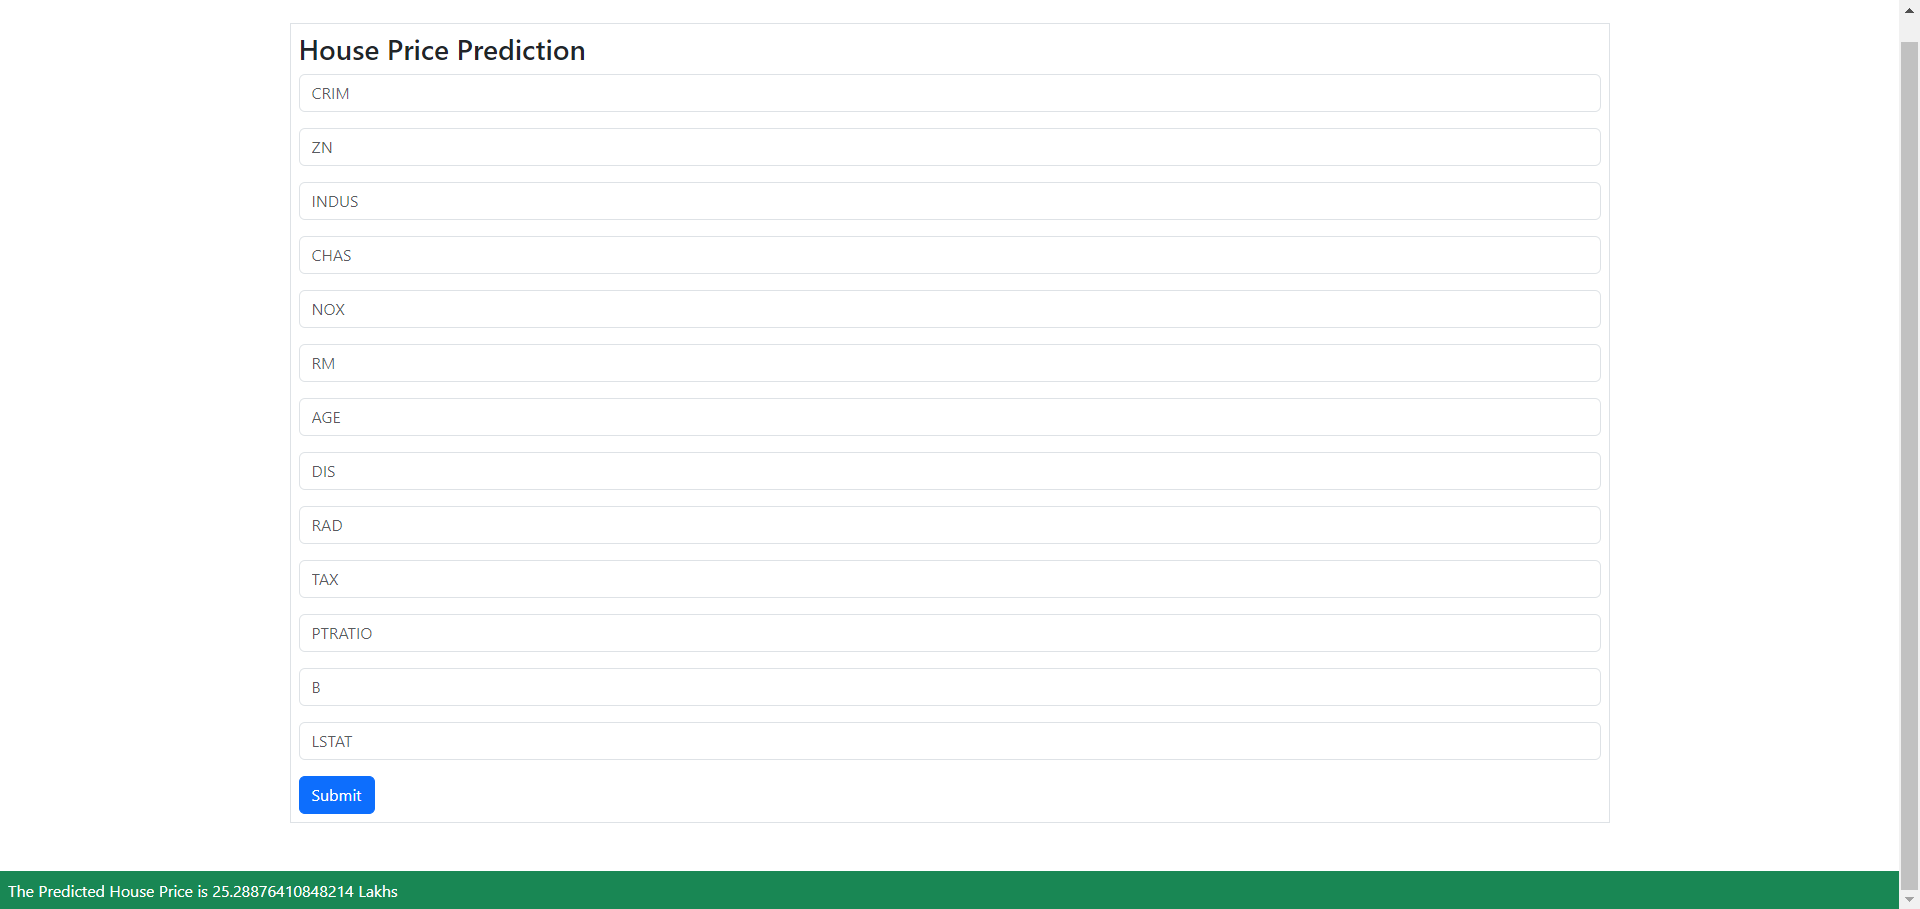 House Price Prediction
CRIM
ZN
INDUS
CHAS
NOX
RM
AGE
DIS
RAD
TAX
PTRATIO
B
LSTAT
Submit
The Predicted House Price is 25.28876410848214 Lakhs